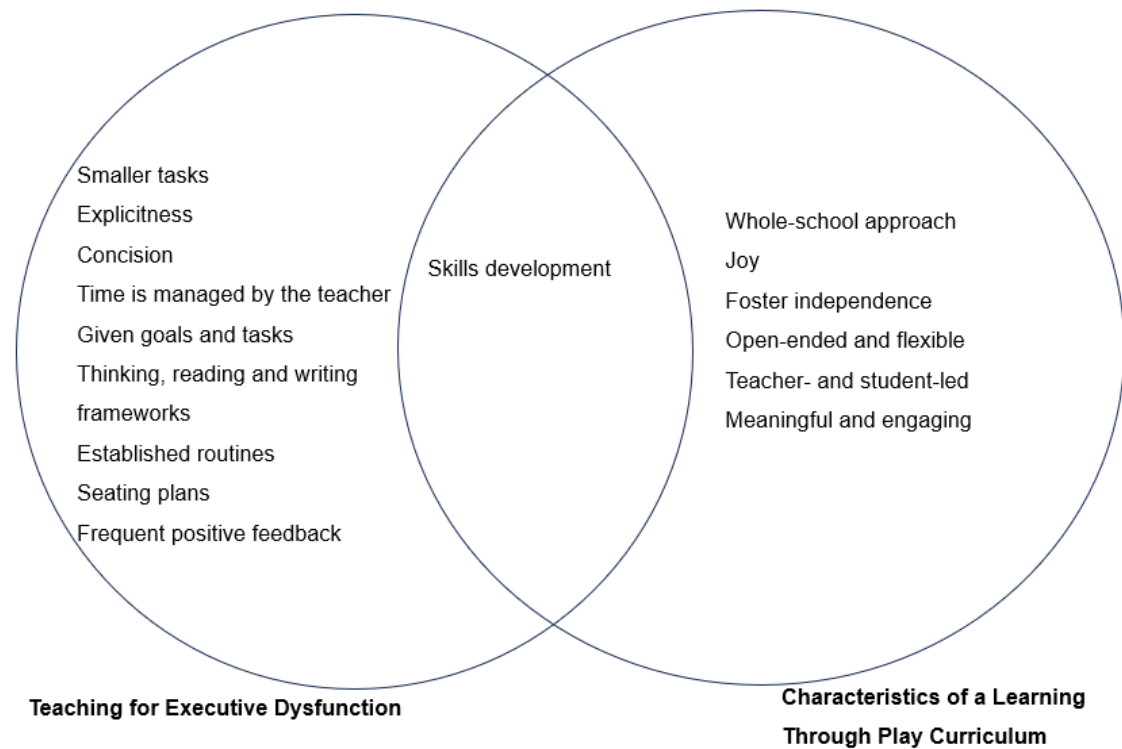 Smaller tasks
Explicitness
Concision
Time is managed by the teacher
Given goals and tasks
Thinking, reading and writing
frameworks
Established routines
Seating plans
Frequent positive feedback
Skills development
Whole-school approach
Joy
Foster independence
Open-ended and flexible
Teacher- and student-led
Meaningful and engaging
Teaching for Executive Dysfunction
Characteristics of a Learning
Through Play Curriculum